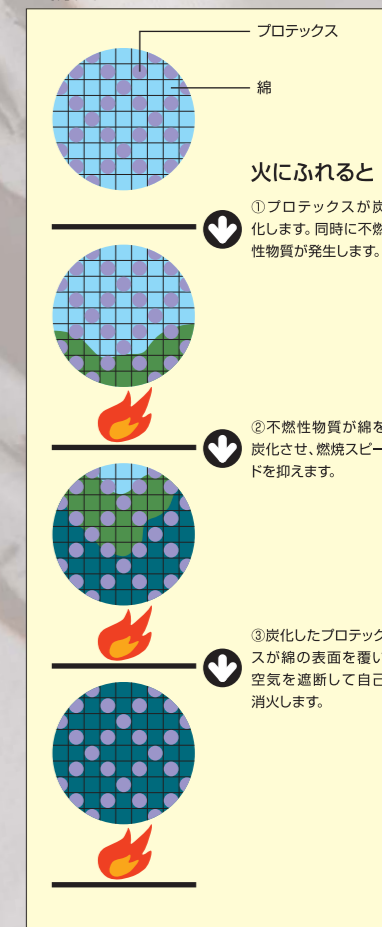 プロテックス
綿
火にふれると
①プロテックスが炭
化します。同時に不燃
性物質が発生します。
②不燃性物質が綿を
炭化させ、燃焼スピー
ドを抑えます。
③炭化したプロテック
スが綿の表面を覆い
空気を遮断して自己
消火します。